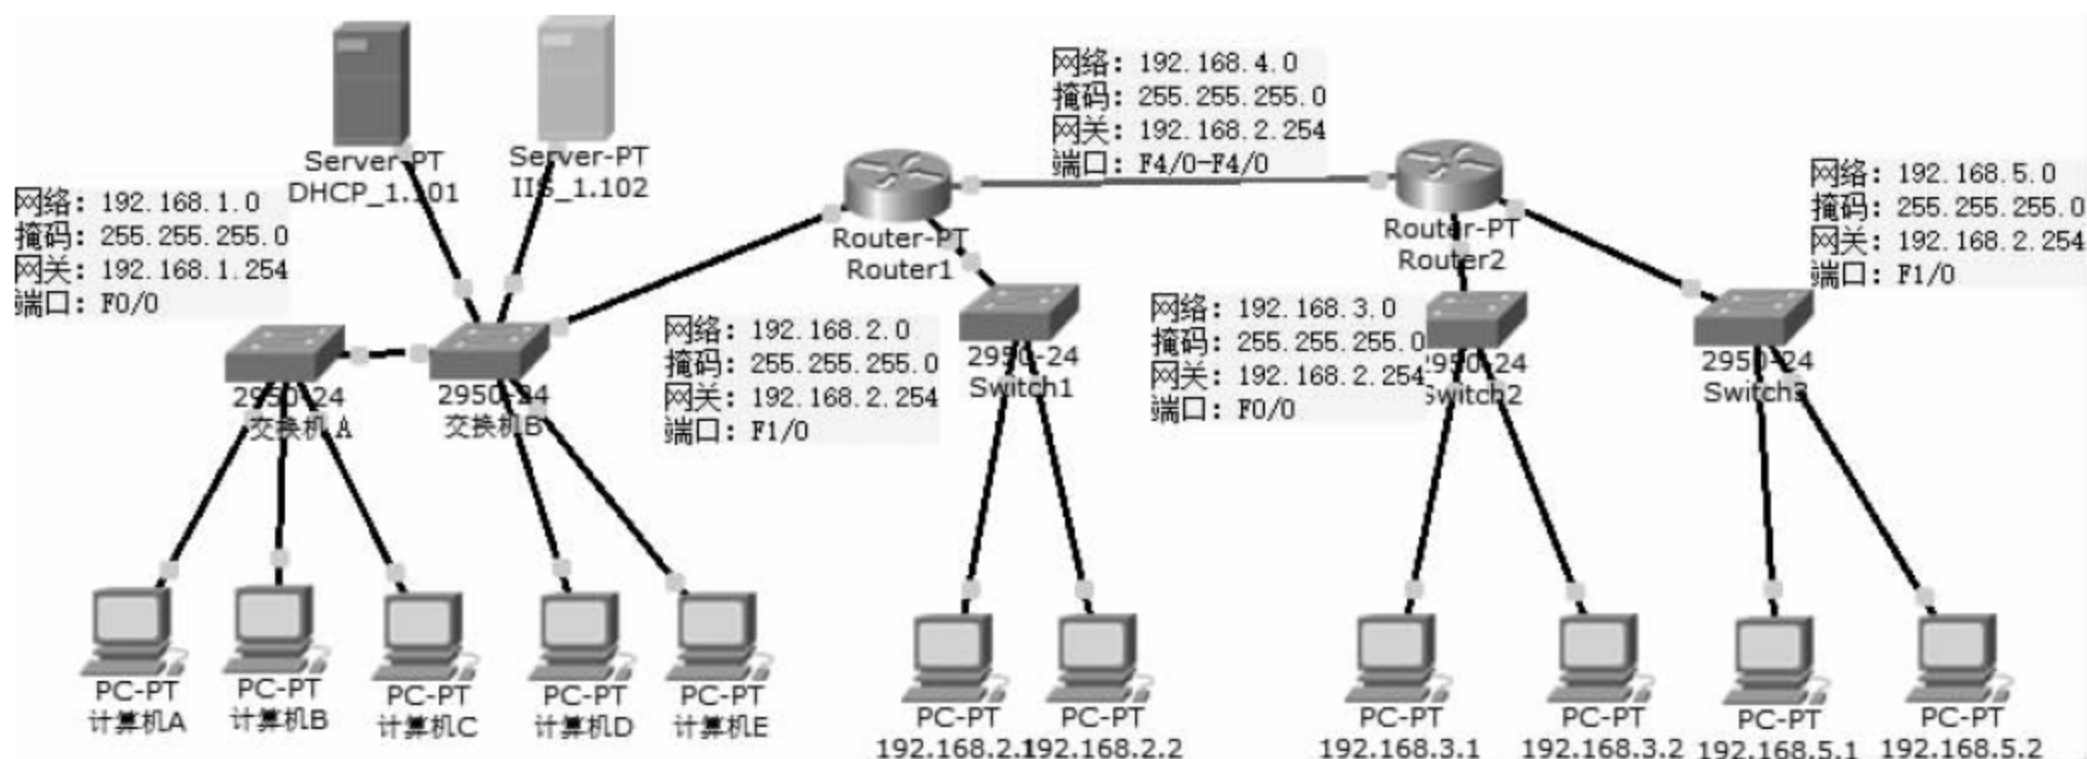 Server-PT
DHCP_1.101
Server-PT
IIS_1.102
网络: 192.168.1.0
掩码: 255.255.255.0
网关: 192.168.1.254
端口: F0/0
网络: 192.168.4.0
掩码: 255.255.255.0
网关: 192.168.2.254
端口: F4/0-F4/0
Router-PT
Router1
Router-PT
Router2
网络: 192.168.5.0
掩码: 255.255.255.0
网关: 192.168.2.254
端口: F1/0
2950-24
交换机A
2950-24
交换机B
网络: 192.168.2.0
掩码: 255.255.255.0
网关: 192.168.2.254
端口: F1/0
2950-24
Switch1
网络: 192.168.3.0
掩码: 255.255.255.0
网关: 192.168.2.254
端口: F0/0
2950-24
Switch2
2950-24
Switch3
PC-PT
计算机A
PC-PT
计算机B
PC-PT
计算机C
PC-PT
计算机D
PC-PT
计算机E
PC-PT
192.168.2.1
PC-PT
192.168.2.2
PC-PT
192.168.3.1
PC-PT
192.168.3.2
PC-PT
192.168.5.1
PC-PT
192.168.5.2